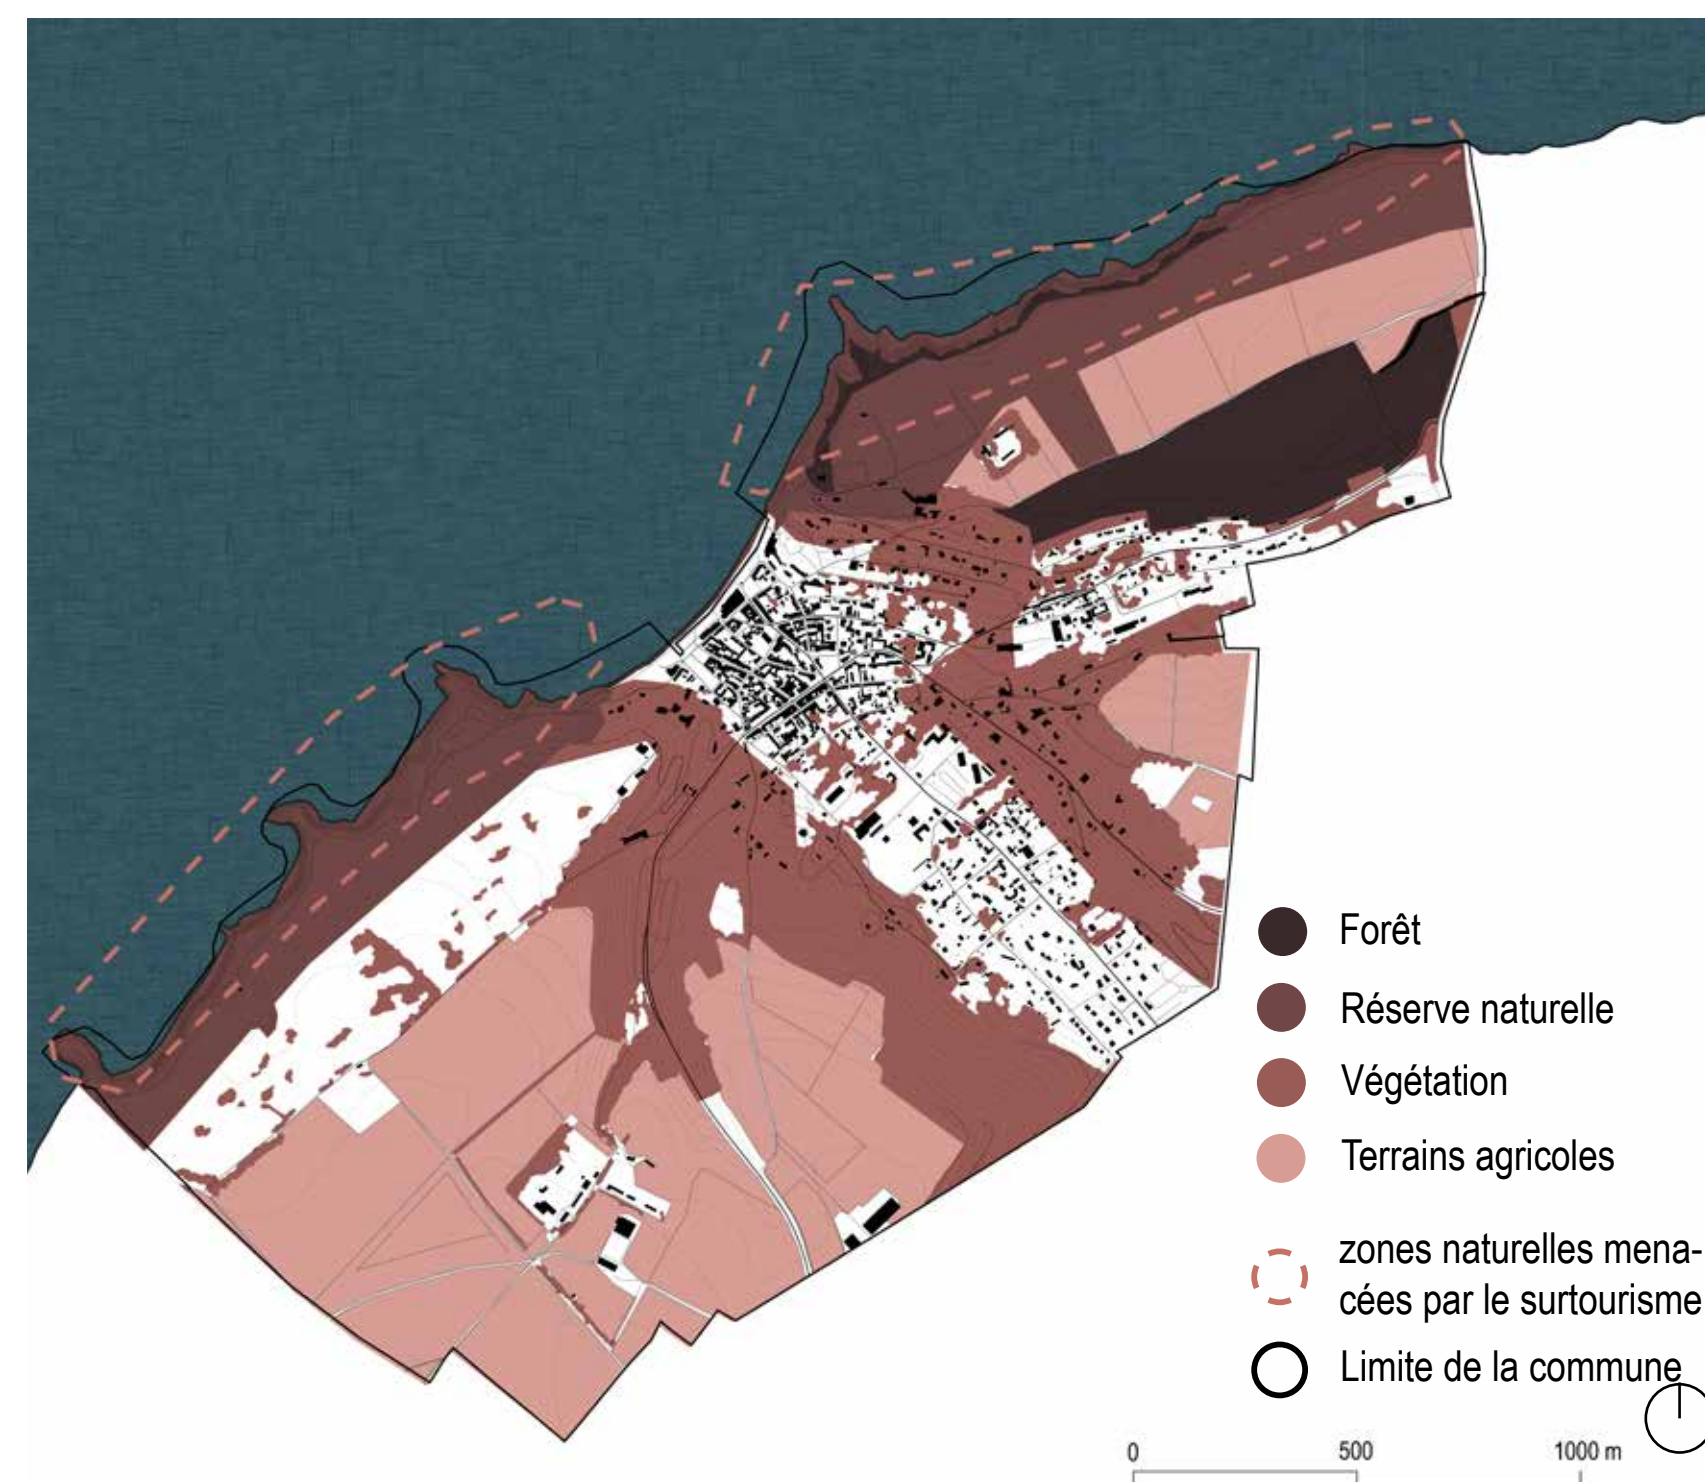 Forêt
Réserve naturelle
Végétation
Terrains agricoles
zones naturelles mena-
cées par le surtourisme
Limite de la commune
0 500 1000 m